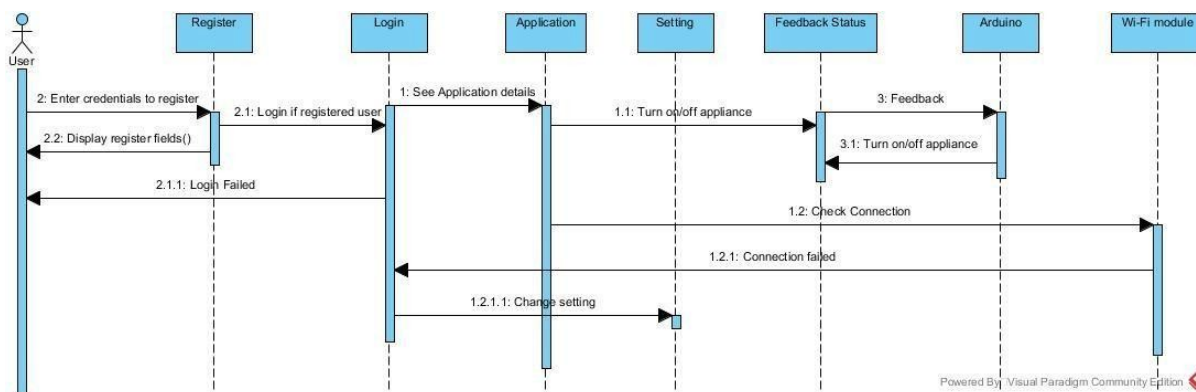 Register
Login
Application
Setting
Feedback Status
Arduino
Wi-Fi module
User
1: See Application details
2: Enter credentials to register
2.1: Login if registered user
1.1: Turn on/off appliance
3: Feedback
2.2: Display register fields()
3.1: Turn on/off appliance
2.1.1: Login Failed
1.2: Check Connection
1.2.1: Connection failed
1.2.1.1: Change setting
Powered By: Visual Paradigm Community Edition